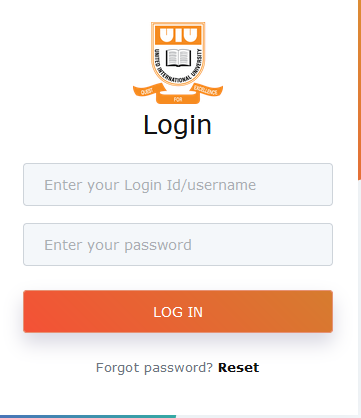 UIU
UNITED INTERNATIONAL UNIVERSITY
QUEST FOR EXCELLENCE
Login
Enter your Login Id/username
Enter your password
LOG IN
Forgot password? Reset